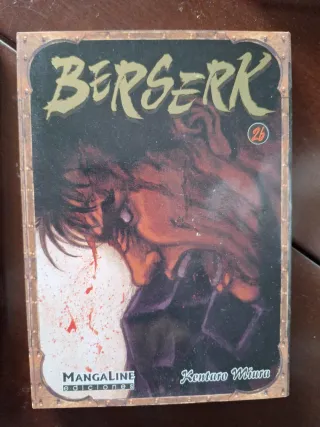 BERSERK
26
MANGALINE
ediciones
Kentaro Miura